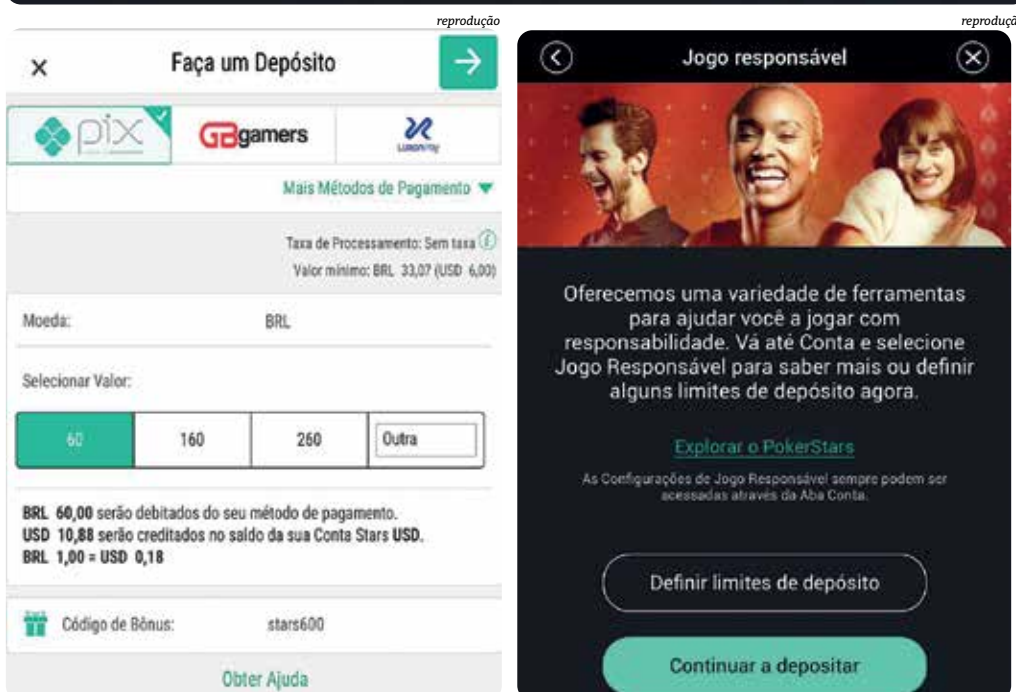 reprodução
×
Faça um Depósito
→
pix
GBgamers
Mais Métodos de Pagamento
Taxa de Processamento: Sem taxa
Valor mínimo: BRL 33,07 (USD 6,00)
Moeda: BRL
Selecionar Valor:
60 160 260 Outra
BRL 60,00 serão debitados do seu método de pagamento.
USD 10,88 serão creditados no saldo da sua Conta Stars USD.
BRL 1,00 = USD 0,18
Código de Bônus: stars600
Obter Ajuda
reproduçã
Jogo responsável
Oferecemos uma variedade de ferramentas
para ajudar você a jogar com
responsabilidade. Vá até Conta e selecione
Jogo Responsável para saber mais ou definir
alguns limites de depósito agora.
Explorar o PokerStars
As Configurações de Jogo Responsável sempre podem ser
acessadas através da Aba Conta.
Definir limites de depósito
Continuar a depositar